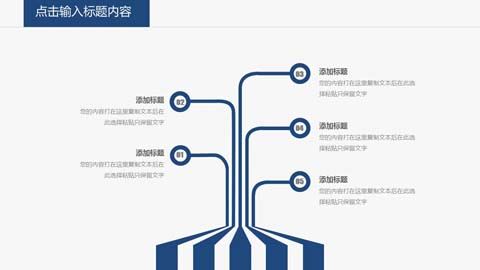 点击输入标题内容
添加标题
02
您的内容打在这里复制文本后在
此选择粘贴只保留文字
添加标题
01
您的内容打在这里复制文本后在
此选择粘贴只保留文字
03
添加标题
您的内容打在这里复制文本后在此选
择粘贴只保留文字
04
添加标题
您的内容打在这里复制文本后在此选
择粘贴只保留文字
05
添加标题
您的内容打在这里复制文本后在此选
择粘贴只保留文字